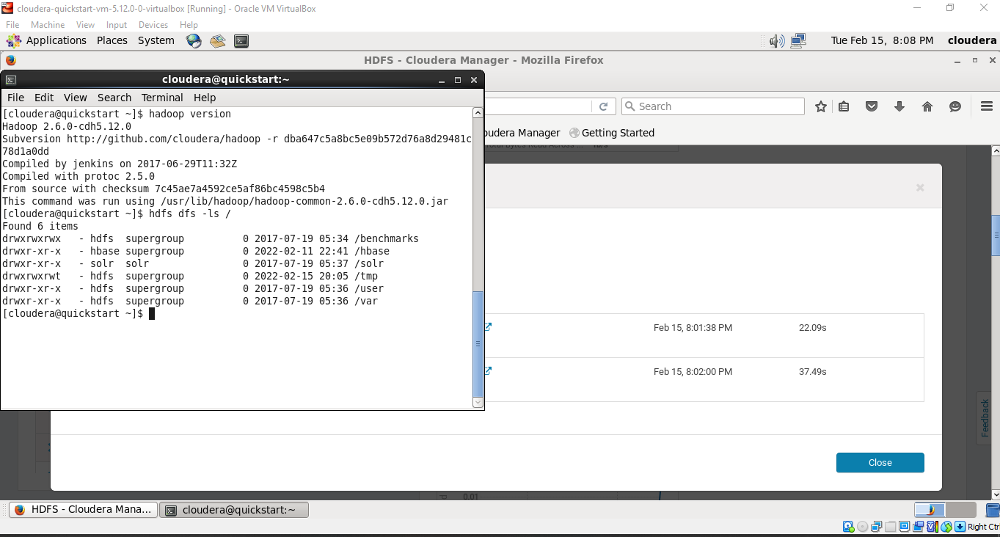 cloudera-quickstart-vm-5.12.0-0-virtualbox [Running] - Oracle VM VirtualBox
File Machine View Input Devices Help
Applications Places System Tue Feb 15, 8:08 PM cloudera
HDFS - Cloudera Manager - Mozilla Firefox
cloudera@quickstart:~
File Edit View Search Terminal Help
[cloudera@quickstart ~]$ hadoop version
Hadoop 2.6.0-cdh5.12.0
Subversion http://github.com/cloudera/hadoop -r dba647c5a8bc5e09b572d76a8d29481c
78d1a0dd
Compiled by jenkins on 2017-06-29T11:32Z
Compiled with protoc 2.5.0
From source with checksum 7c45ae7a4592ce5af86bc4598c5b4
This command was run using /usr/lib/hadoop/hadoop-common-2.6.0-cdh5.12.0.jar
[cloudera@quickstart ~]$ hdfs dfs -ls /
Found 6 items
drwxrwxrwx   - hdfs  supergroup          0 2017-07-19 05:34 /benchmarks
drwxr-xr-x   - hbase supergroup          0 2022-02-11 22:41 /hbase
drwxr-xr-x   - solr  solr                0 2017-07-19 05:37 /solr
drwxrwxrwt   - hdfs  supergroup          0 2022-02-15 20:05 /tmp
drwxr-xr-x   - hdfs  supergroup          0 2017-07-19 05:36 /user
drwxr-xr-x   - hdfs  supergroup          0 2017-07-19 05:36 /var
[cloudera@quickstart ~]$
Search
oudera Manager Getting Started
Feb 15, 8:01:38 PM 22.09s
Feb 15, 8:02:00 PM 37.49s
Feedback
Close
0.01
HDFS - Cloudera Mana... cloudera@quickstart:~
Right Ctrl